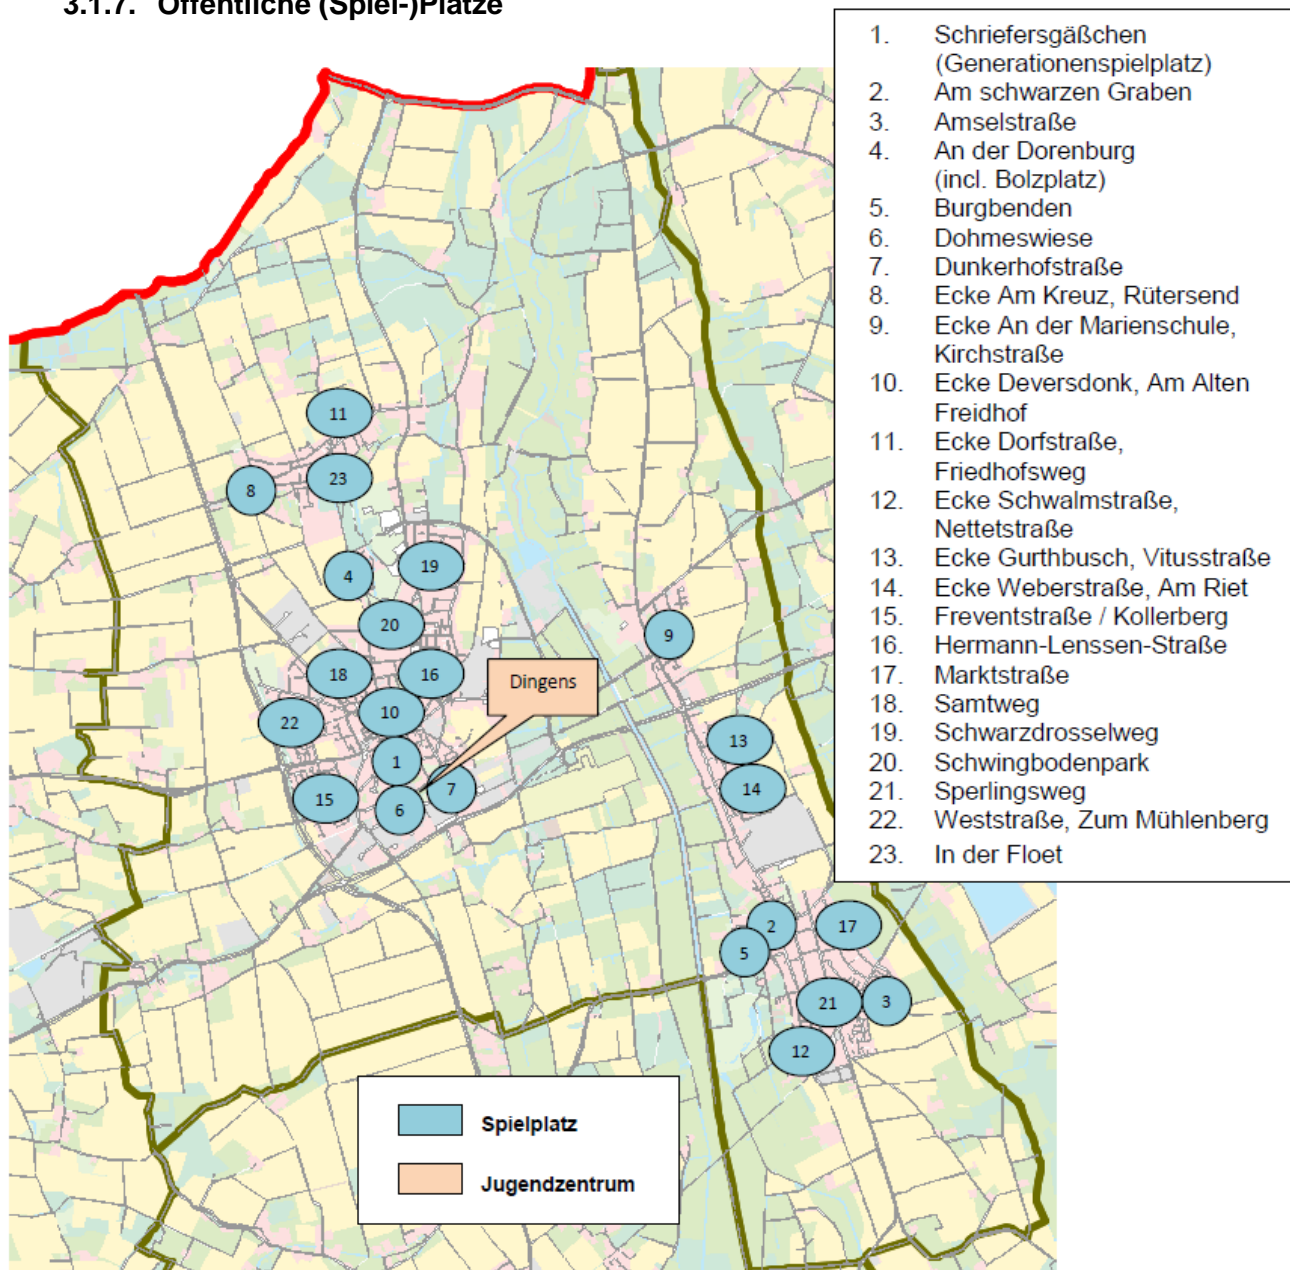 3.1.7. Öffentliche (Spiel-)Plätze
1. Schriefersgäßchen
(Generationenspielplatz)
2. Am schwarzen Graben
3. Amselstraße
4. An der Dorenburg
(incl. Bolzplatz)
5. Burgbenden
6. Dohmeswiese
7. Dunkerhofstraße
8. Ecke Am Kreuz, Rütersend
9. Ecke An der Marienschule,
Kirchstraße
10. Ecke Deversdonk, Am Alten
Freidhof
11. Ecke Dorfstraße,
Friedhofsweg
12. Ecke Schwalmstraße,
Nettetstraße
13. Ecke Gurthbusch, Vitusstraße
14. Ecke Weberstraße, Am Riet
15. Freventstraße / Kollerberg
16. Hermann-Lenssen-Straße
17. Marktstraße
18. Samtweg
19. Schwarzdrosselweg
20. Schwingbodenpark
21. Sperlingsweg
22. Weststraße, Zum Mühlenberg
23. In der Floet
11
23
8
4
19
20
9
18
16
Dingens
10
22
13
1
7
14
15
6
2
17
5
21
3
12
Spielplatz
Jugendzentrum